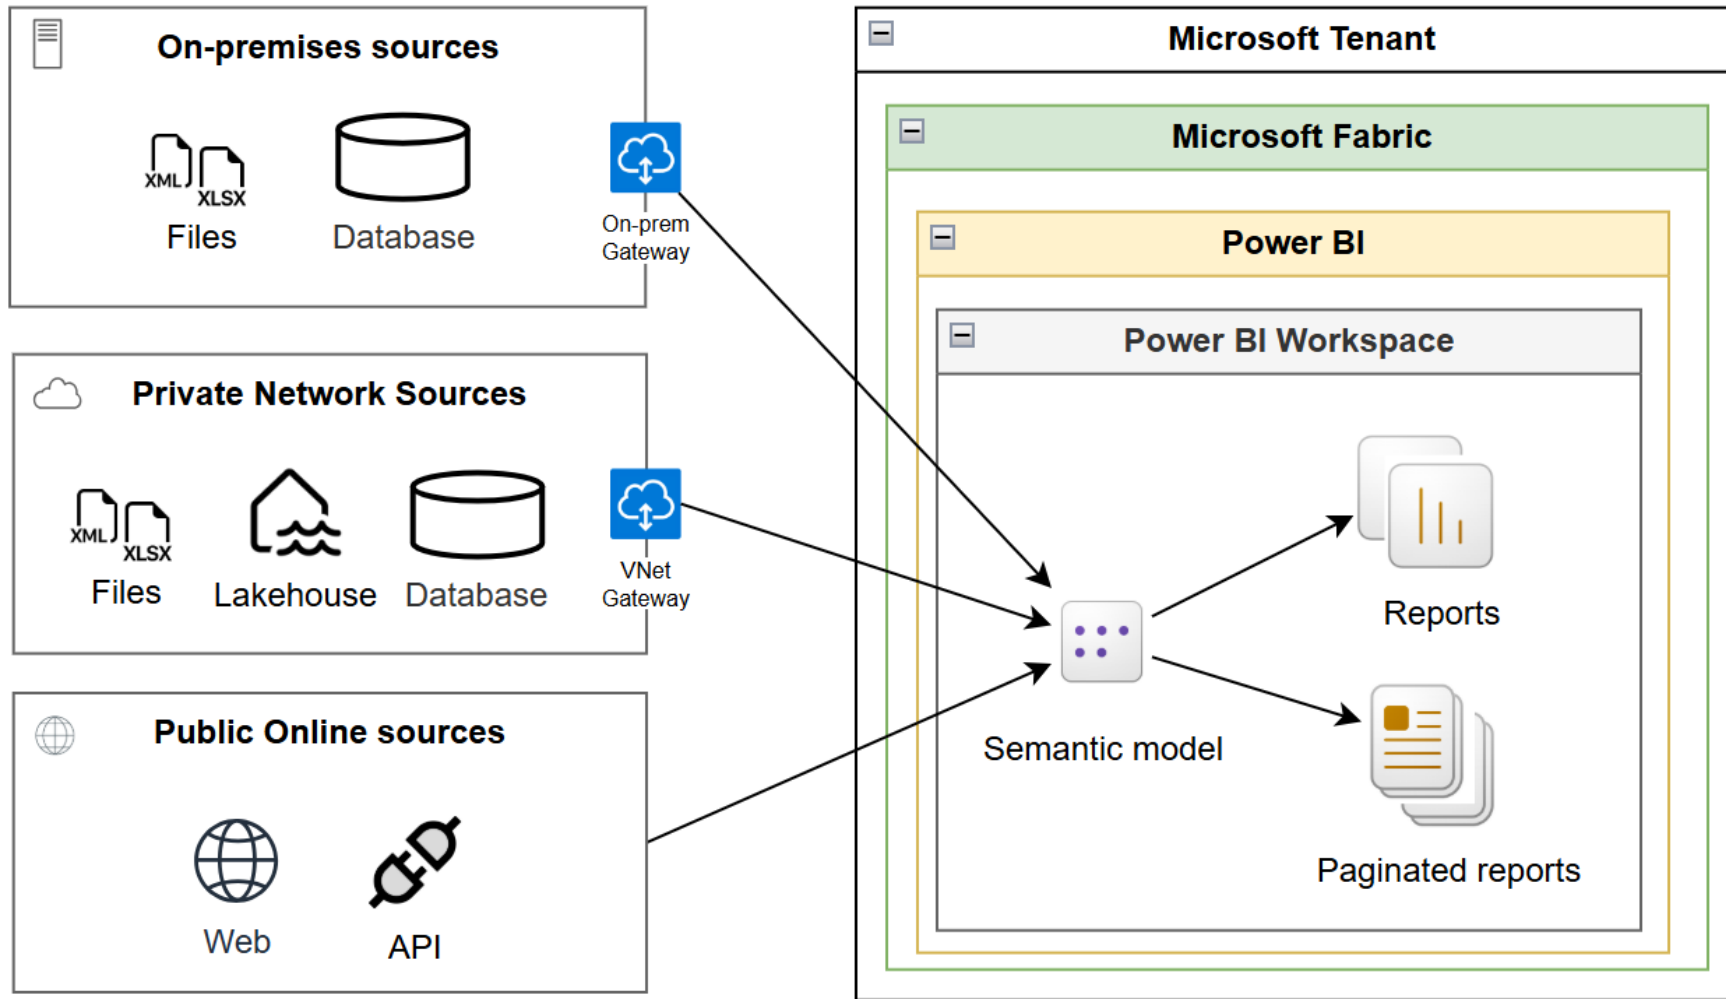 On-premises sources
XML
XLSX
Files
Database
On-prem
Gateway
Private Network Sources
XML
XLSX
Files
Lakehouse
Database
VNet
Gateway
Public Online sources
Web
API
Microsoft Tenant
Microsoft Fabric
Power BI
Power BI Workspace
Semantic model
Reports
Paginated reports